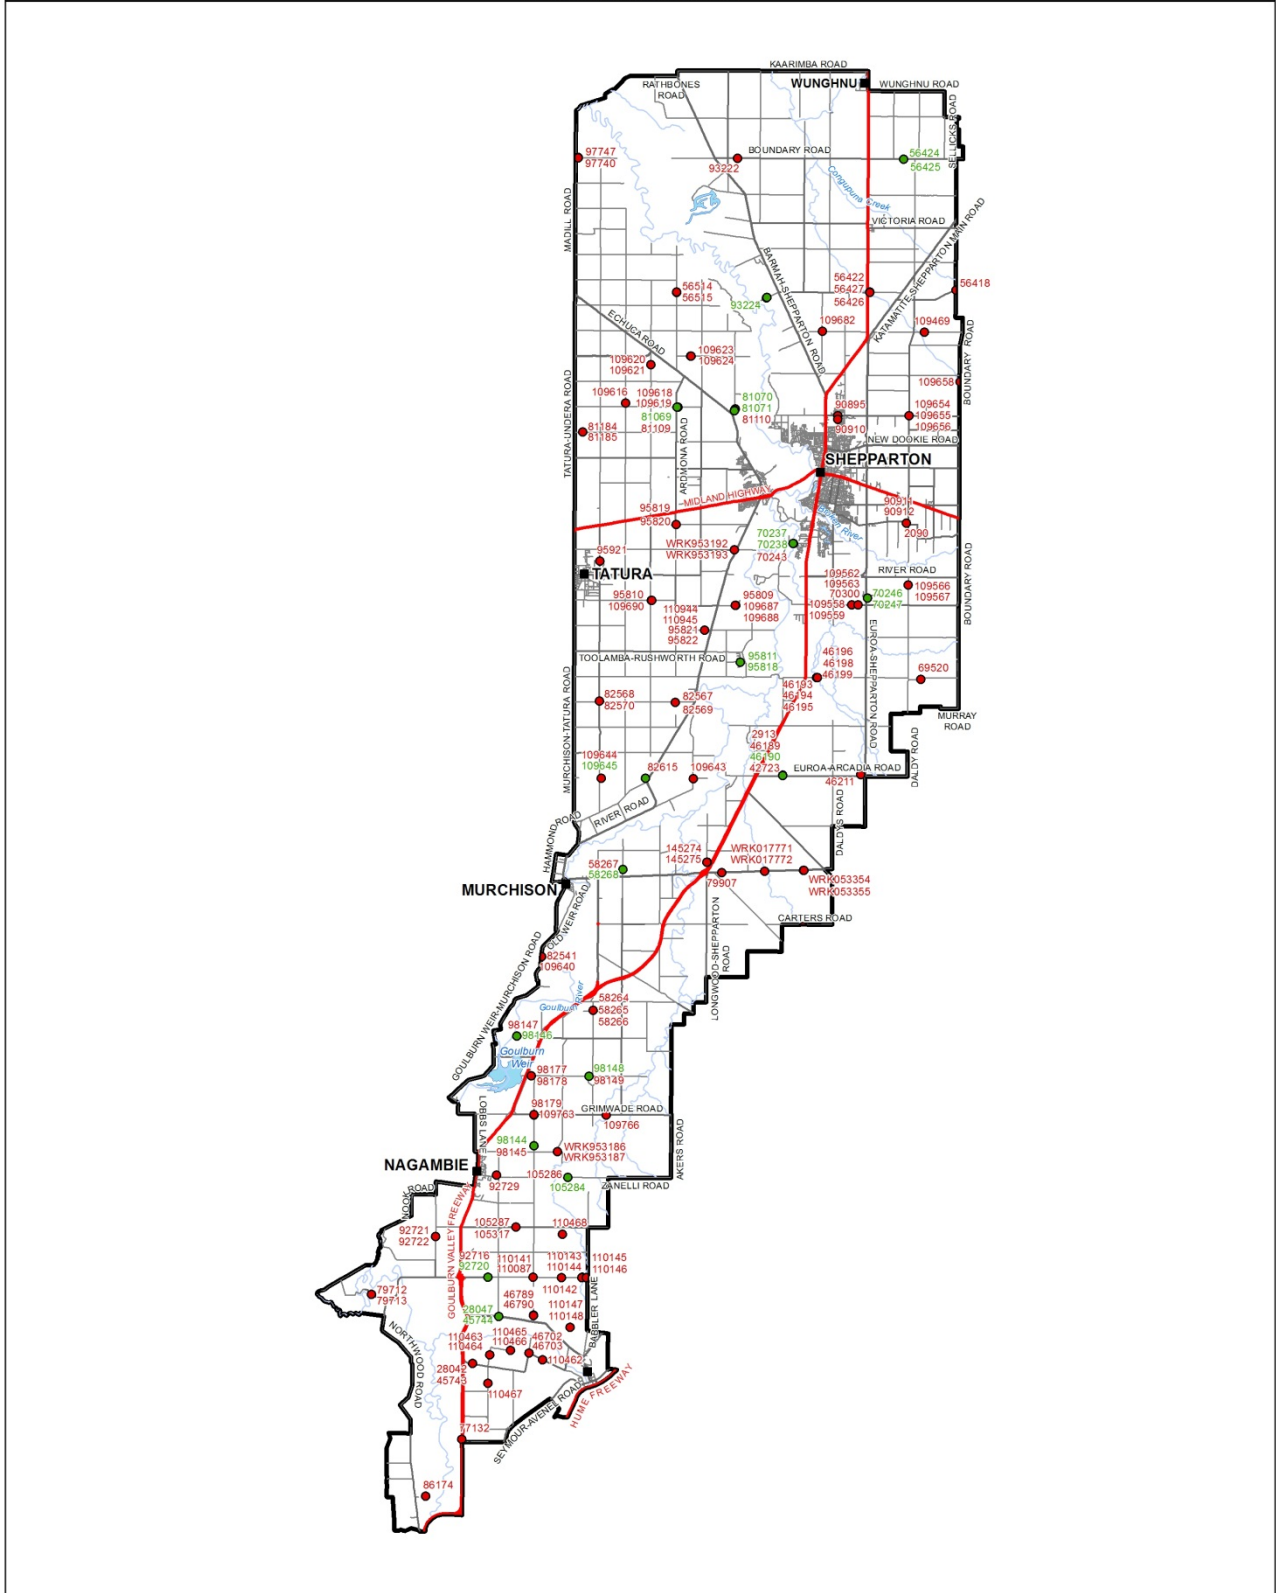 KAARIMBA ROAD
RATHBONES
ROAD
WUNGHNU
WUNGHNU ROAD
SELLICKS ROAD
97747
97740
BOUNDARY ROAD
93222
56424
56425
Congupuna Creek
MADILL ROAD
VICTORIA ROAD
KATAMATITE-SHEPPARTON MAIN ROAD
BARMAH-SHEPPARTON ROAD
56514
56515
93224
56422
56427
56426
56418
ECHUCA ROAD
109682
109469
109623
109624
109620
109621
BOUNDARY ROAD
109658
TATURA-UNDERA ROAD
109616
109618
109619
81069
81109
81070
81071
81110
90895
90910
109654
109655
109656
81184
81185
ARDMONA ROAD
NEW DOOKIE ROAD
SHEPPARTON
MIDLAND HIGHWAY
95819
95820
90911
90912
2090
Broken River
WRK953192
WRK953193
70237
70238
70243
95921
TATURA
RIVER ROAD
BOUNDARY ROAD
109562
109563
70300
109558
109559
70246
70247
109566
109567
95810
109690
95809
109687
109688
110944
110945
95821
95822
EUROA-SHEPPARTON ROAD
TOOLAMBA-RUSHWORTH ROAD
95811
95818
46196
46198
46199
69520
MURCHISON-TATURA ROAD
82568
82570
82567
82569
46193
46194
46195
MURRAY
ROAD
DALDY ROAD
2913
46189
46190
42723
109644
109645
82615
109643
EUROA-ARCADIA ROAD
46211
RIVER ROAD
HAMMOND ROAD
DALDYS ROAD
145274
145275
WRK017771
WRK017772
58267
58268
79907
WRK053354
WRK053355
MURCHISON
OLD WEIR ROAD
CARTERS ROAD
LONGWOOD-SHEPPARTON
ROAD
GOULBURN WEIR-MURCHISON ROAD
82541
109640
Goulburn River
58264
58265
58266
98147
98146
Goulburn
Weir
98177
98178
98148
98149
LOBBS LANE
98179
109763
GRIMWADE ROAD
109766
AKERS ROAD
98144
98145
WRK953186
WRK953187
NAGAMBIE
92729
105286
105284
ZANELLI ROAD
NOOK ROAD
GOULBURN VALLEY FREEWAY
92721
92722
105287
105317
110468
92716
92720
110141
110087
110143
110144
110142
110145
110146
79712
79713
46789
46790
110147
110148
BABBLER LANE
28047
45744
NORTHWOOD ROAD
110463
110464
110465
110466
46702
46703
110462
28042
45743
110467
HUME FREEWAY
SEYMOUR-AVENEL ROAD
77132
86174